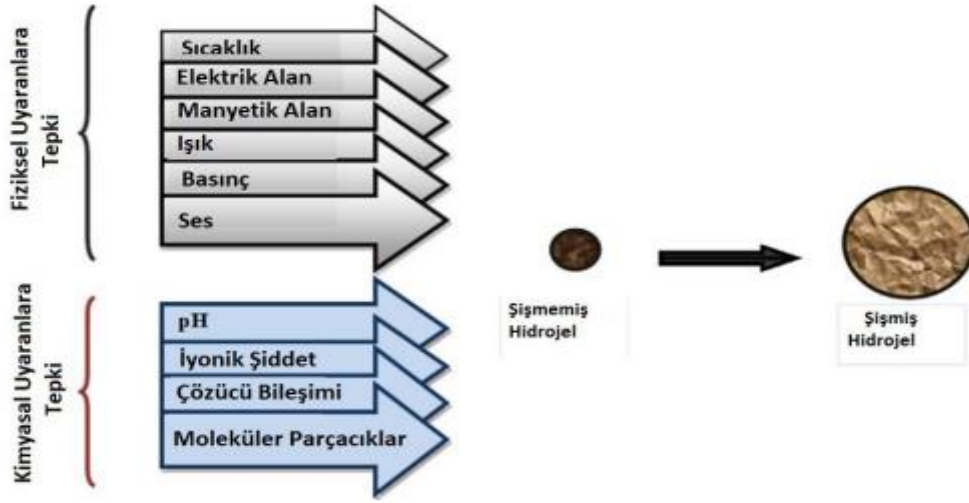 Fiziksel Uyaranlara
Tepki
Sıcaklık
Elektrik Alan
Manyetik Alan
Işık
Basınç
Ses
Kimyasal Uyaranlara
Tepki
pH
İyonik Şiddet
Çözücü Bileşimi
Moleküler Parçacıklar
Şişmemiş
Hidrojel
Şişmiş
Hidrojel